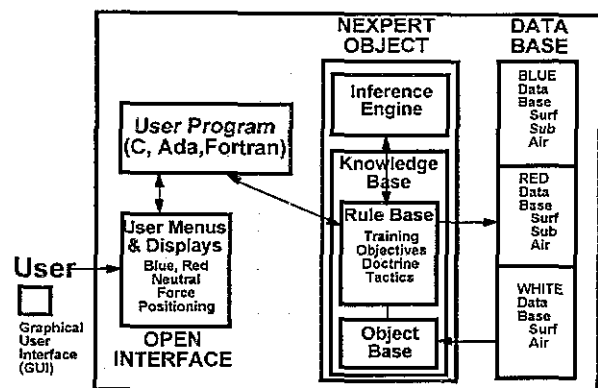 NEXPERT
OBJECT
DATA
BASE
Inference
Engine
Knowledge
Base
Rule Base
Training
Objectives
Doctrine
Tactics
Object
Base
BLUE
Data
Base
Surf
Sub
Air
RED
Data
Base
Surf
Sub
Air
WHITE
Data
Base
Surf
Air
User Program
(C, Ada,Fortran)
User Menus
& Displays
Blue, Red
Neutral
Force
Positioning
OPEN
INTERFACE
User
Graphical
User
Interface
(GUI)